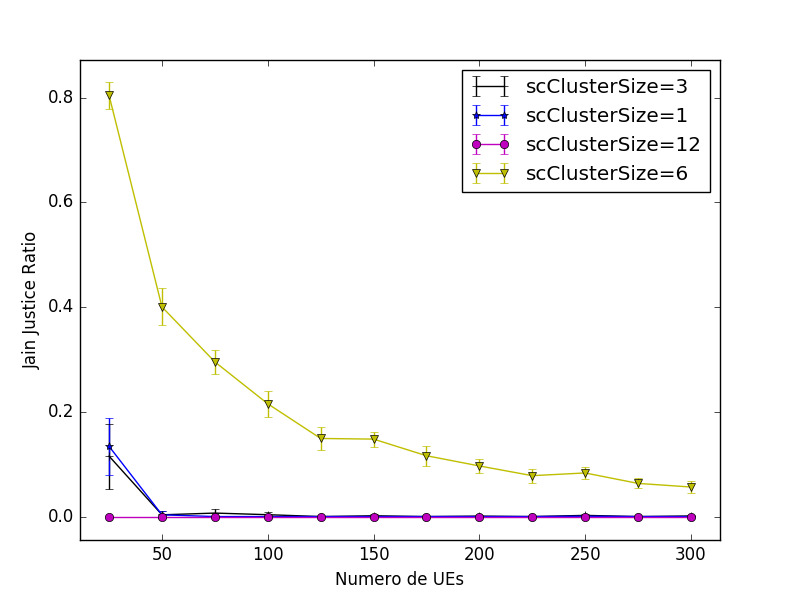 scClusterSize=3
scClusterSize=1
scClusterSize=12
scClusterSize=6
Jain Justice Ratio
0.8
0.6
0.4
0.2
0.0
50 100 150 200 250 300
Numero de UEs